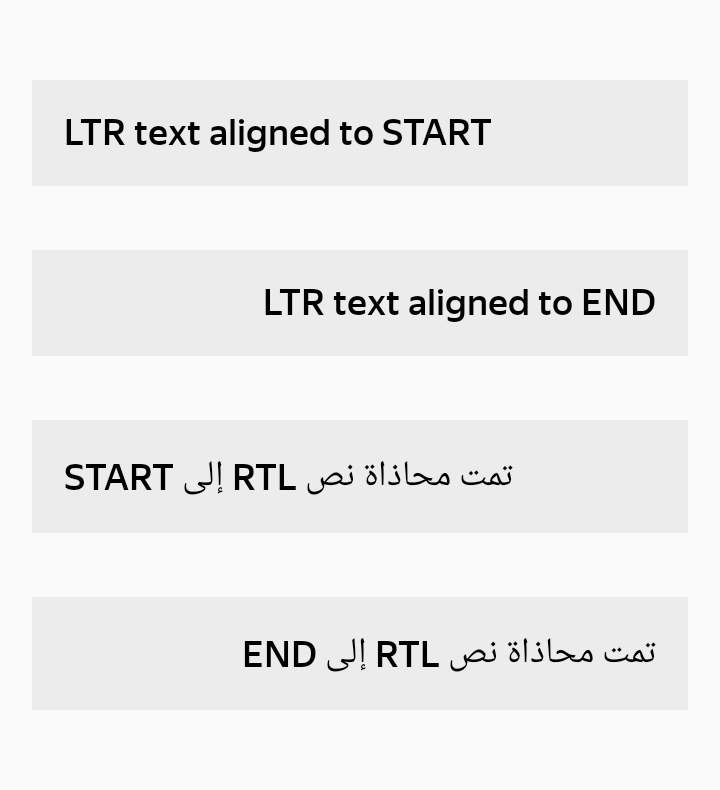 LTR text aligned to START
LTR text aligned to END
تمت محاذاة نص RTL إلى START
تمت محاذاة نص RTL إلى END